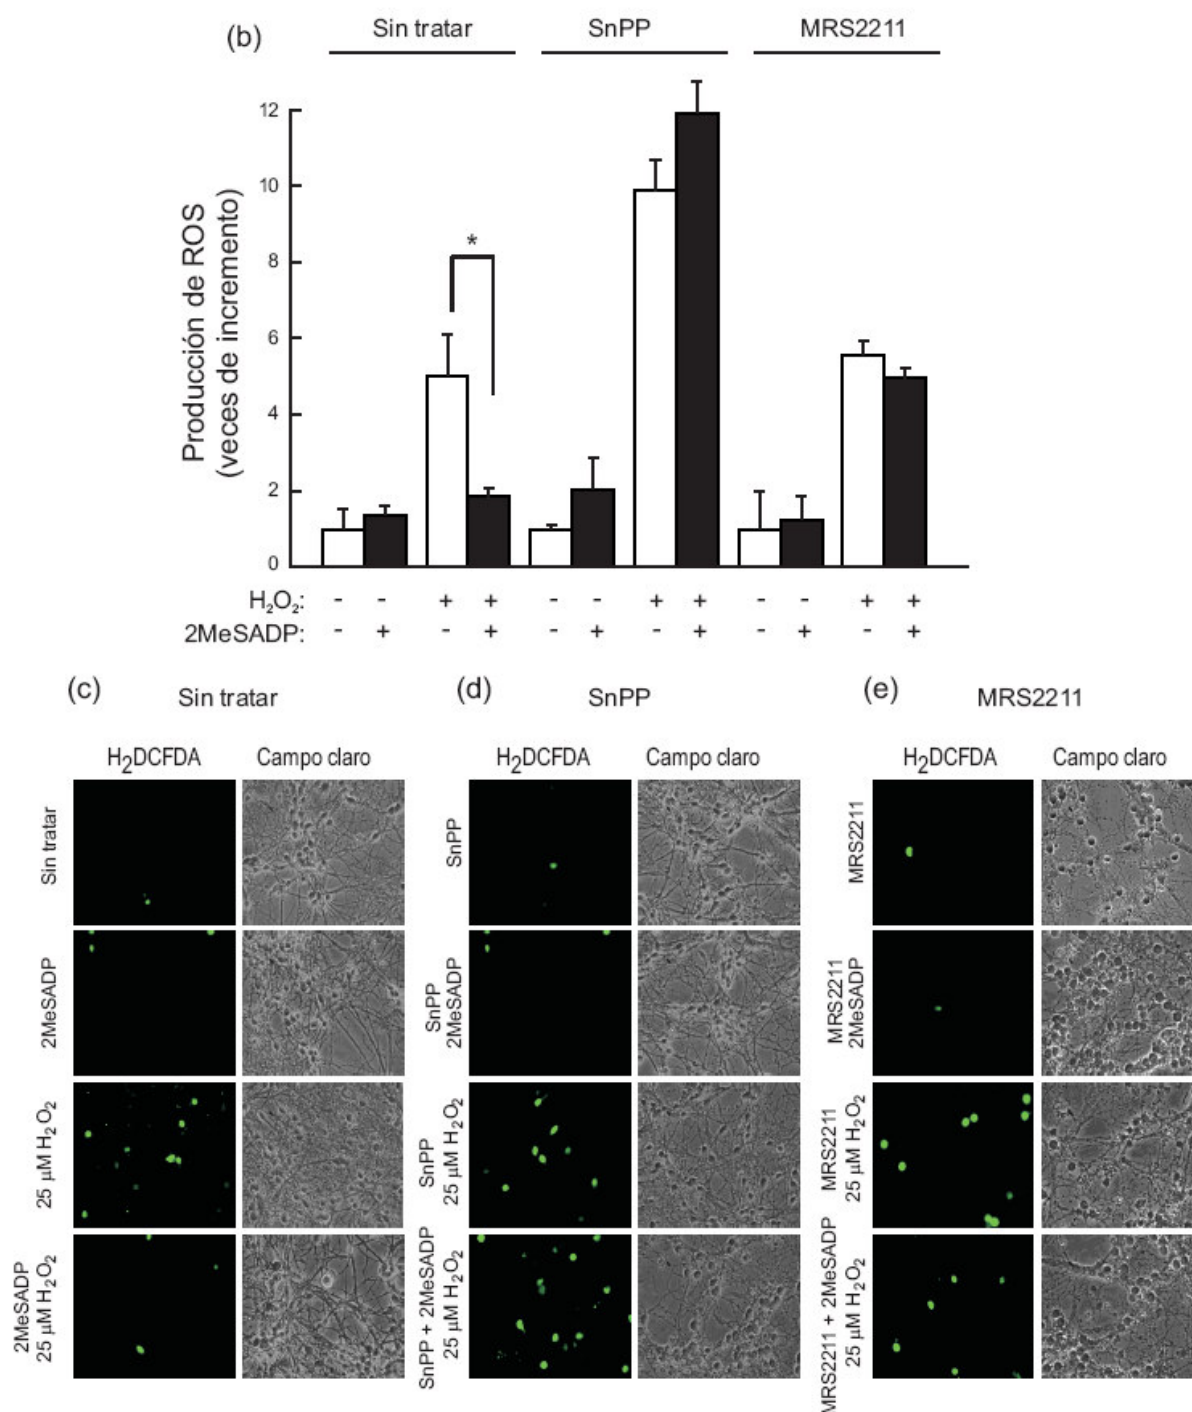 (b)
Sin tratar SnPP MRS2211
Producción de ROS
(veces de incremento)
12
10
8
6
4
2
0
*
H₂O₂: - - + + - - + + - - + +
2MeSADP: - + - + - + - + - + - +
(c) Sin tratar
H₂DCFDA Campo claro
Sin tratar
2MeSADP
25 µM H₂O₂
2MeSADP
25 µM H₂O₂
(d) SnPP
H₂DCFDA Campo claro
SnPP
SnPP
2MeSADP
SnPP
25 µM H₂O₂
SnPP + 2MeSADP
25 µM H₂O₂
(e) MRS2211
H₂DCFDA Campo claro
MRS2211
MRS2211
2MeSADP
MRS2211
25 µM H₂O₂
MRS2211 + 2MeSADP
25 µM H₂O₂